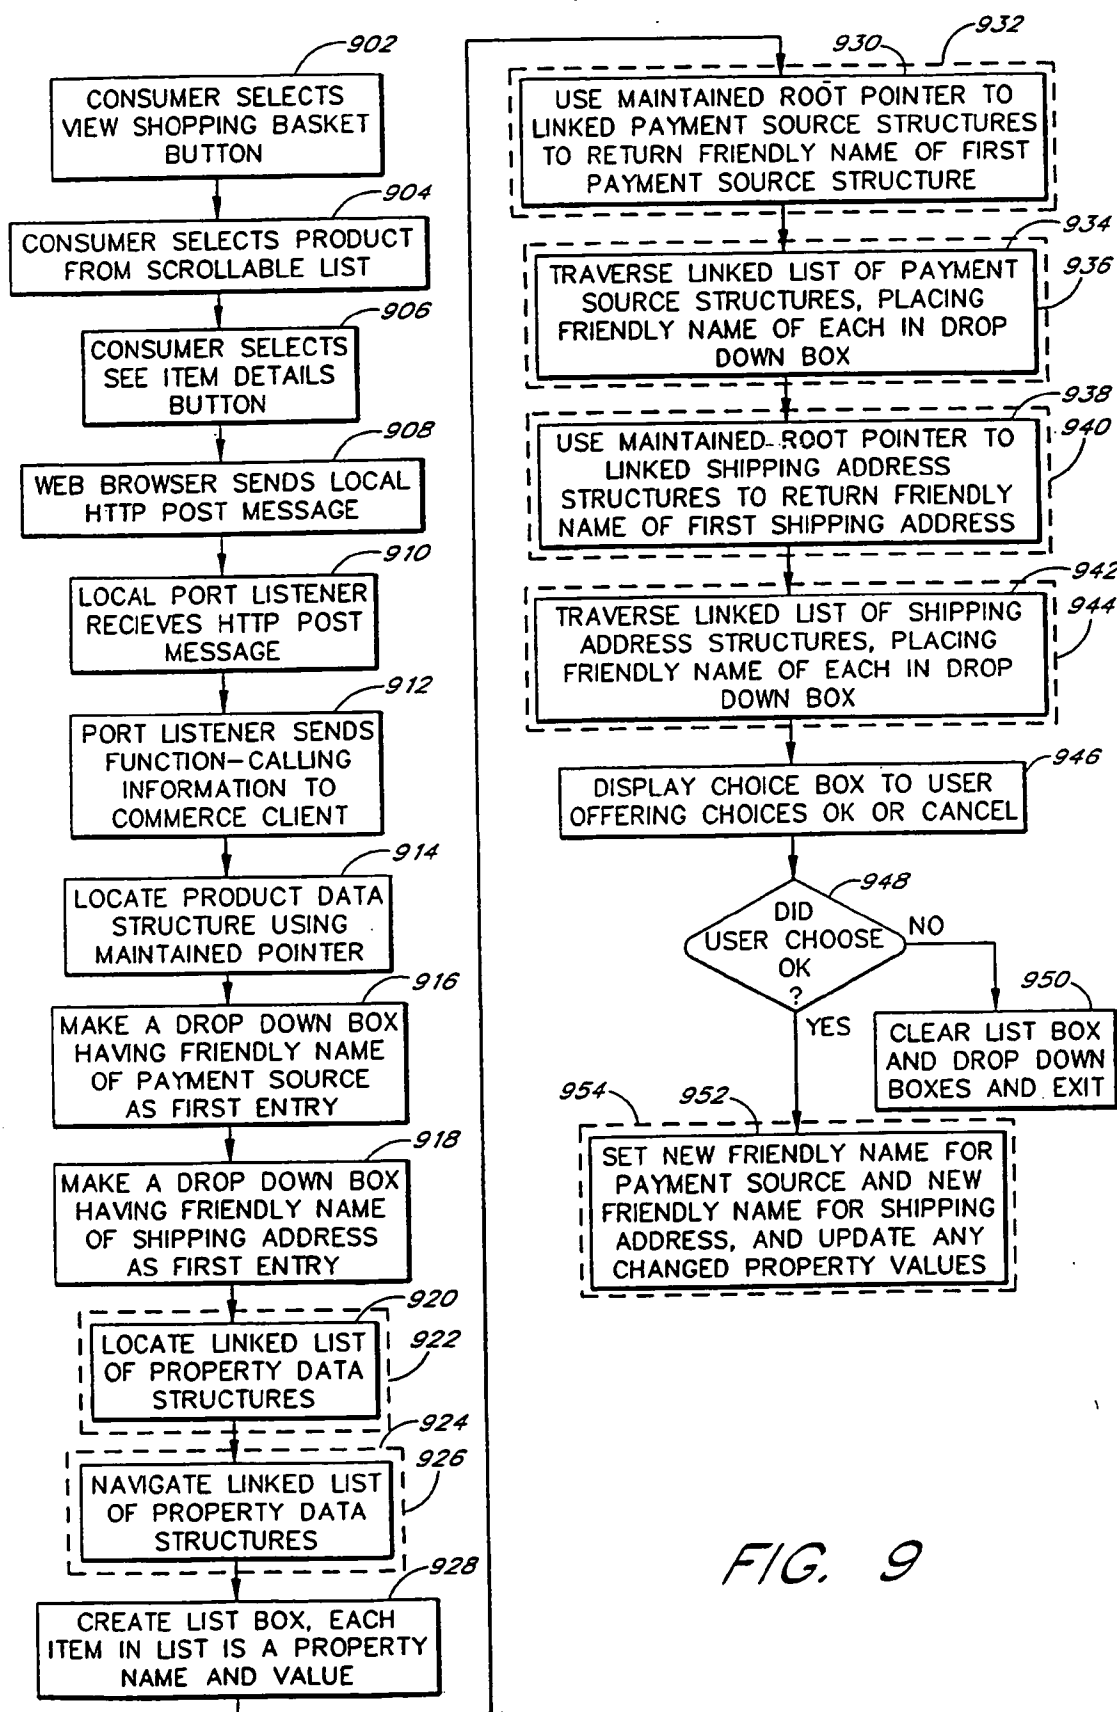 902
CONSUMER SELECTS
VIEW SHOPPING BASKET
BUTTON
904
CONSUMER SELECTS PRODUCT
FROM SCROLLABLE LIST
906
CONSUMER SELECTS
SEE ITEM DETAILS
BUTTON
908
WEB BROWSER SENDS LOCAL
HTTP POST MESSAGE
910
LOCAL PORT LISTENER
RECIEVES HTTP POST
MESSAGE
912
PORT LISTENER SENDS
FUNCTION-CALLING
INFORMATION TO
COMMERCE CLIENT
914
LOCATE PRODUCT DATA
STRUCTURE USING
MAINTAINED POINTER
916
MAKE A DROP DOWN BOX
HAVING FRIENDLY NAME
OF PAYMENT SOURCE
AS FIRST ENTRY
918
MAKE A DROP DOWN BOX
HAVING FRIENDLY NAME
OF SHIPPING ADDRESS
AS FIRST ENTRY
920
922
LOCATE LINKED LIST
OF PROPERTY DATA
STRUCTURES
924
926
NAVIGATE LINKED LIST
OF PROPERTY DATA
STRUCTURES
928
CREATE LIST BOX, EACH
ITEM IN LIST IS A PROPERTY
NAME AND VALUE
930
932
USE MAINTAINED ROOT POINTER TO
LINKED PAYMENT SOURCE STRUCTURES
TO RETURN FRIENDLY NAME OF FIRST
PAYMENT SOURCE STRUCTURE
934
936
TRAVERSE LINKED LIST OF PAYMENT
SOURCE STRUCTURES, PLACING
FRIENDLY NAME OF EACH IN DROP
DOWN BOX
938
940
USE MAINTAINED ROOT POINTER TO
LINKED SHIPPING ADDRESS
STRUCTURES TO RETURN FRIENDLY
NAME OF FIRST SHIPPING ADDRESS
942
944
TRAVERSE LINKED LIST OF SHIPPING
ADDRESS STRUCTURES, PLACING
FRIENDLY NAME OF EACH IN DROP
DOWN BOX
946
DISPLAY CHOICE BOX TO USER
OFFERING CHOICES OK OR CANCEL
948
DID
USER CHOOSE
OK
?
NO
YES
950
CLEAR LIST BOX
AND DROP DOWN
BOXES AND EXIT
954
952
SET NEW FRIENDLY NAME FOR
PAYMENT SOURCE AND NEW
FRIENDLY NAME FOR SHIPPING
ADDRESS, AND UPDATE ANY
CHANGED PROPERTY VALUES
FIG. 9